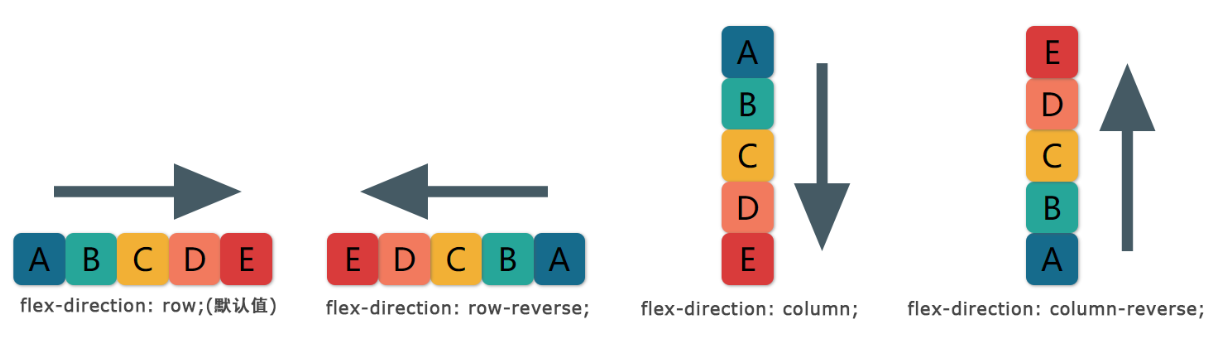 A B C D E
flex-direction: row;(默认值)
E D C B A
flex-direction: row-reverse;
A
B
C
D
E
flex-direction: column;
E
D
C
B
A
flex-direction: column-reverse;